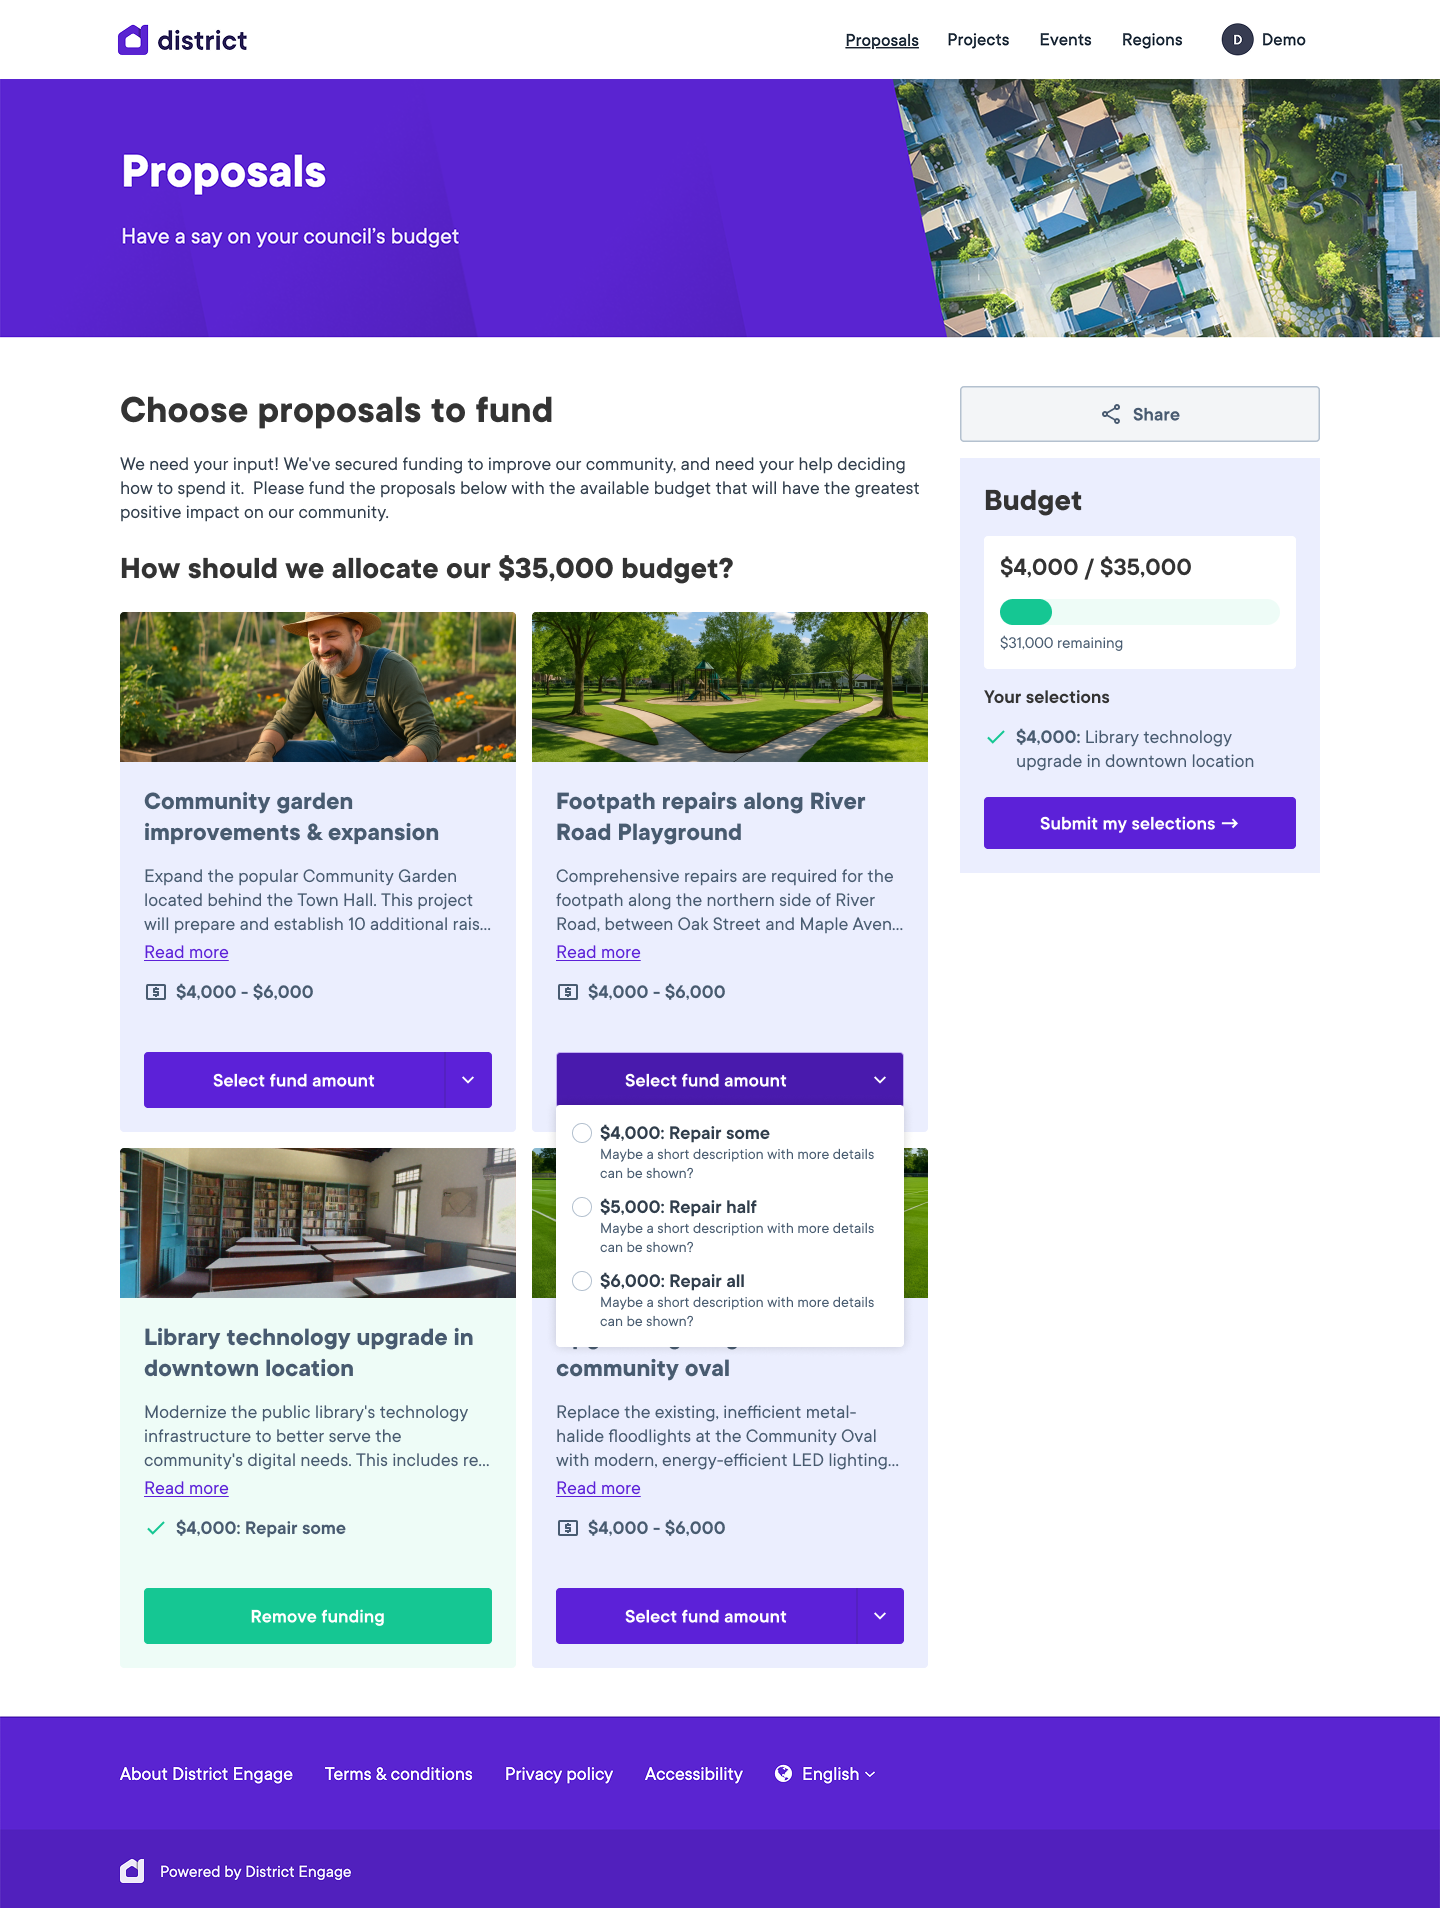 district
Proposals
Projects
Events
Regions
D
Demo
Proposals
Have a say on your council's budget
Choose proposals to fund
We need your input! We've secured funding to improve our community, and need your help deciding
how to spend it.  Please fund the proposals below with the available budget that will have the greatest
positive impact on our community.
How should we allocate our $35,000 budget?
Community garden
improvements & expansion
Expand the popular Community Garden
located behind the Town Hall. This project
will prepare and establish 10 additional rais...
Read more
$4,000 - $6,000
Select fund amount
Footpath repairs along River
Road Playground
Comprehensive repairs are required for the
footpath along the northern side of River
Road, between Oak Street and Maple Aven...
Read more
$4,000 - $6,000
Select fund amount
$4,000: Repair some
Maybe a short description with more details
can be shown?
$5,000: Repair half
Maybe a short description with more details
can be shown?
$6,000: Repair all
Maybe a short description with more details
can be shown?
Library technology upgrade in
downtown location
Modernize the public library's technology
infrastructure to better serve the
community's digital needs. This includes re...
Read more
$4,000: Repair some
Remove funding
community oval
Replace the existing, inefficient metal-
halide floodlights at the Community Oval
with modern, energy-efficient LED lighting...
Read more
$4,000 - $6,000
Select fund amount
Share
Budget
$4,000 / $35,000
$31,000 remaining
Your selections
$4,000: Library technology
upgrade in downtown location
Submit my selections →
About District Engage
Terms & conditions
Privacy policy
Accessibility
English
Powered by District Engage